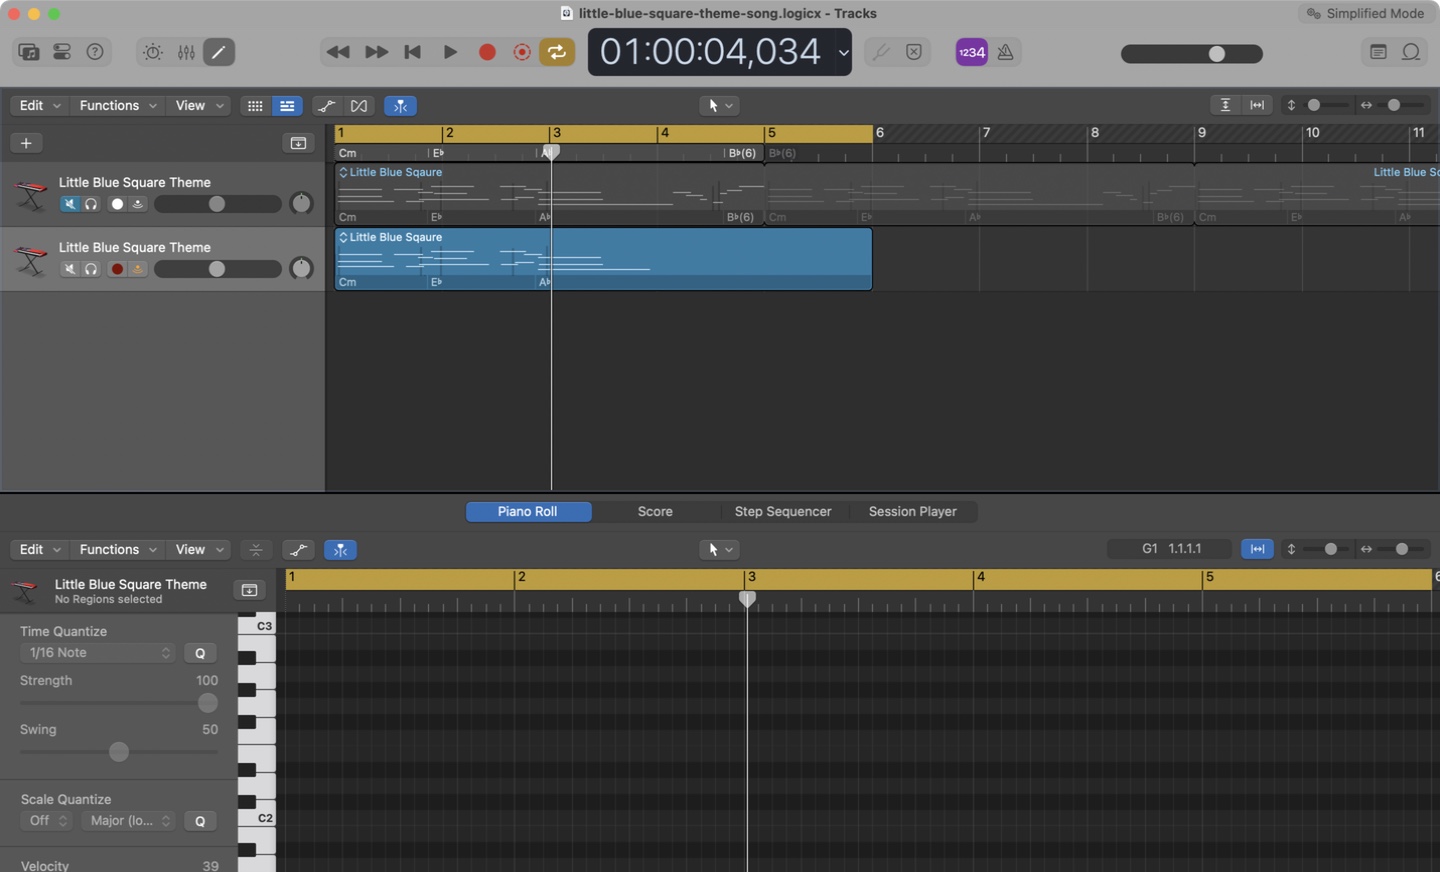 little-blue-square-theme-song.logicx - Tracks
Simplified Mode
01:00:04,034
1234
Edit Functions View
1 2 3 4 5 6 7 8 9 10 11
Cm E♭ A♭ B♭(6) B♭(6)
Little Blue Square Theme
Little Blue Sqaure
Little Blue Sq
Cm E♭ A♭ B♭(6) Cm E♭ A♭ B♭(6) Cm E♭ A♭
Little Blue Square Theme
Little Blue Sqaure
Cm E♭ A♭
Piano Roll Score Step Sequencer Session Player
Edit Functions View
G1 1.1.1.1
Little Blue Square Theme
No Regions selected
1 2 3 4 5 6
Time Quantize
1/16 Note Q
Strength 100
Swing 50
Scale Quantize
Off Major (lo... Q
Velocity 39
C3
C2